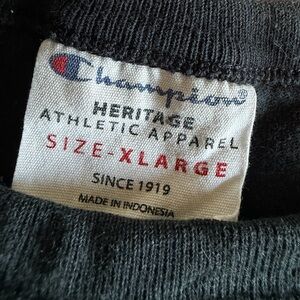 Champion
HERITAGE
ATHLETIC APPAREL
SIZE-XLARGE
SINCE 1919
MADE IN INDONESIA